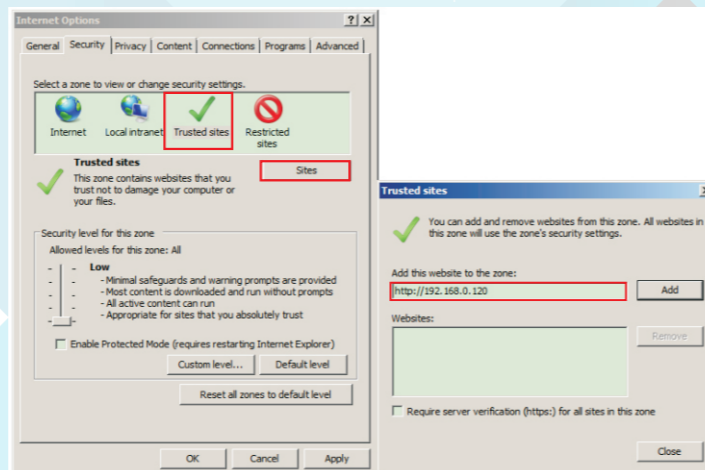 Internet Options
General Security Privacy Content Connections Programs Advanced
Select a zone to view or change security settings.
Internet Local intranet Trusted sites Restricted sites
Trusted sites
Sites
This zone contains websites that you
trust not to damage your computer or
your files.
Security level for this zone
Allowed levels for this zone: All
Low
- Minimal safeguards and warning prompts are provided
- Most content is downloaded and run without prompts
- All active content can run
- Appropriate for sites that you absolutely trust
Enable Protected Mode (requires restarting Internet Explorer)
Custom level... Default level
Reset all zones to default level
OK Cancel Apply
Trusted sites
You can add and remove websites from this zone. All websites in
this zone will use the zone's security settings.
Add this website to the zone:
http://192.168.0.120 Add
Websites:
Remove
Require server verification (https:) for all sites in this zone
Close